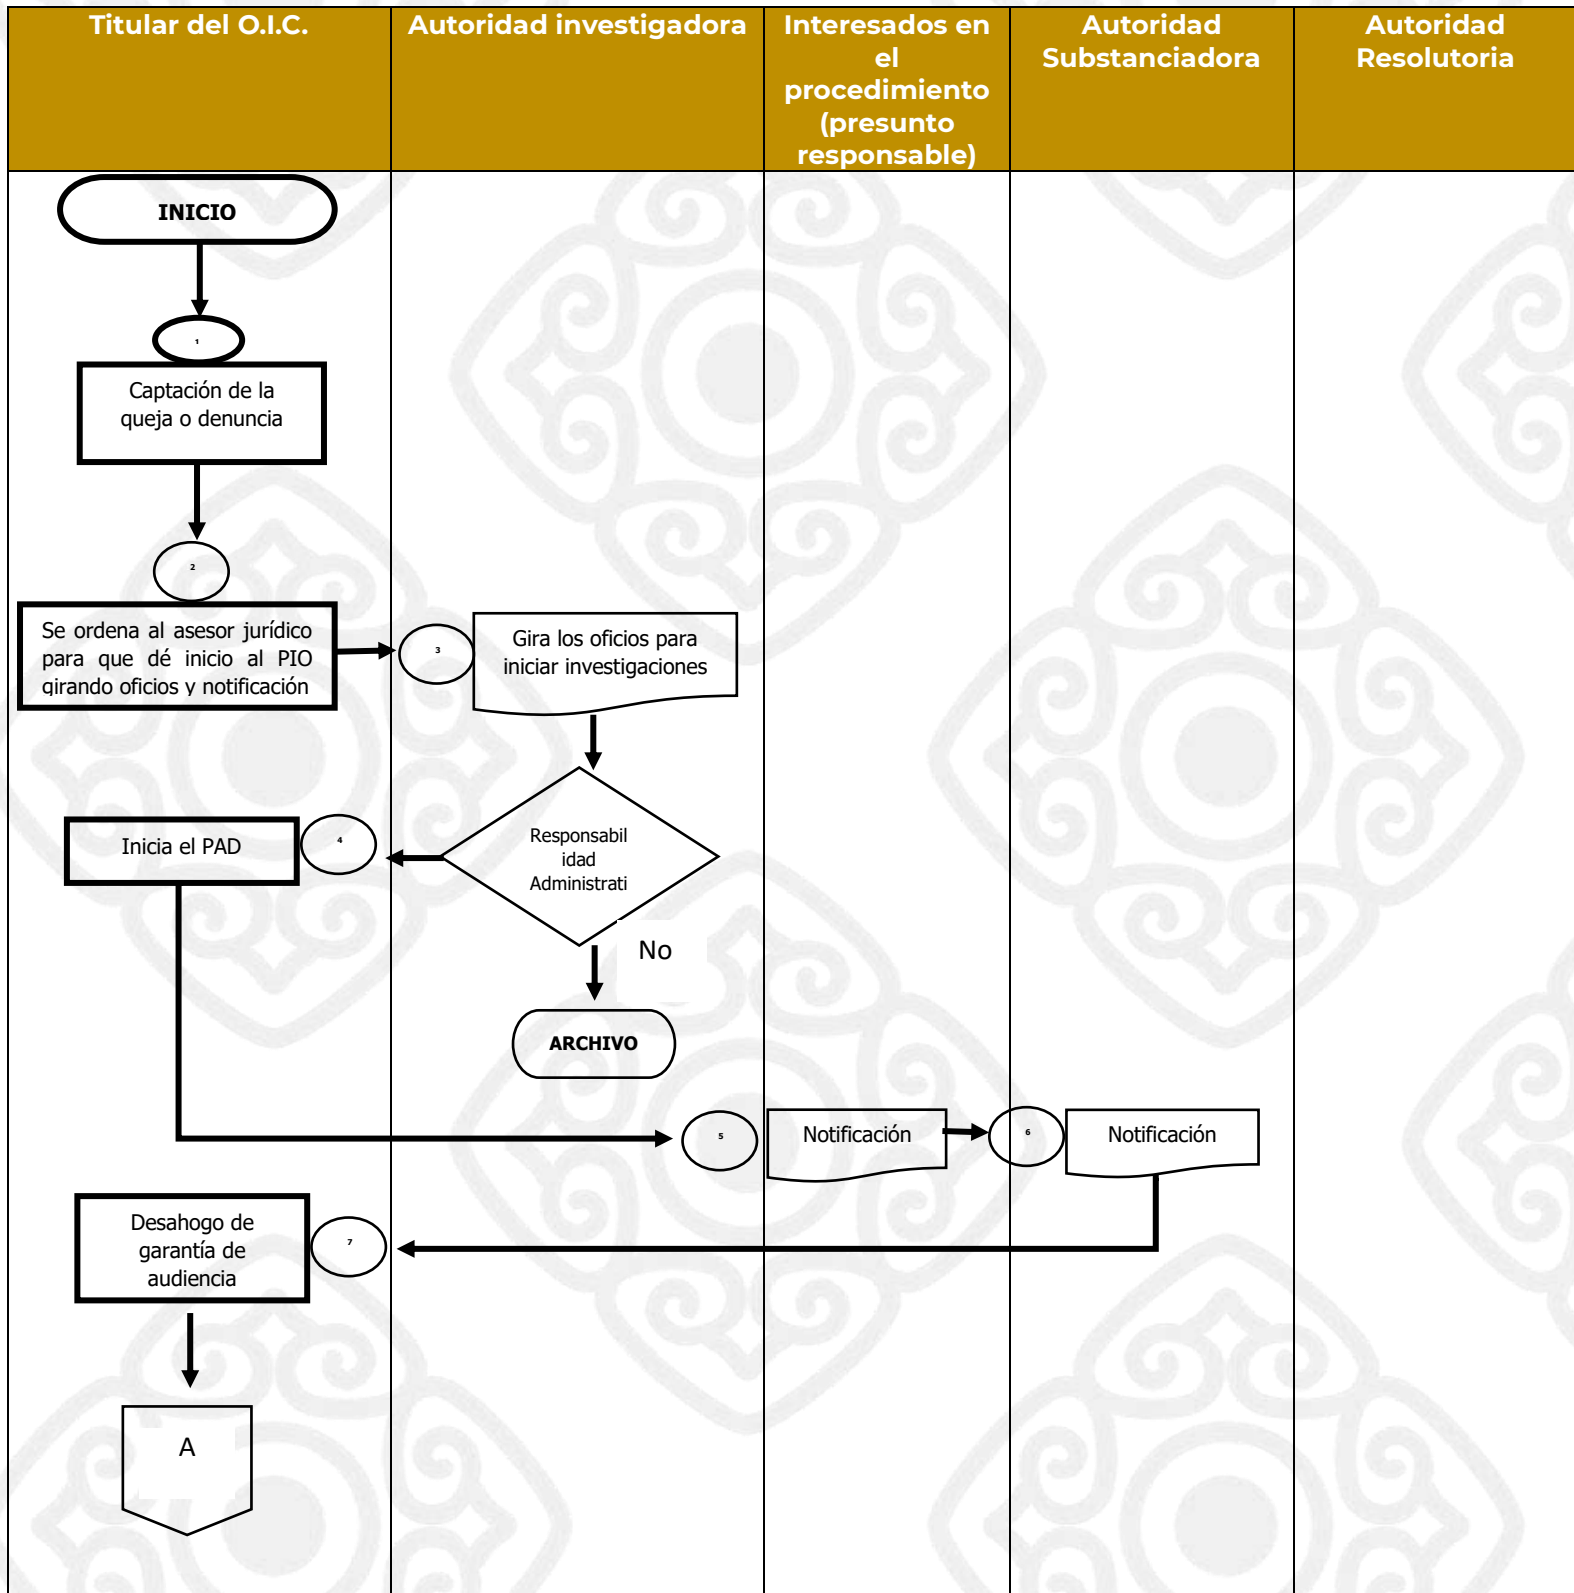 Titular del O.I.C.
Autoridad investigadora
Interesados en
el
procedimiento
(presunto
responsable)
Autoridad
Substanciadora
Autoridad
Resolutoria
INICIO
1
Captación de la
queja o denuncia
2
Se ordena al asesor jurídico
para que dé inicio al PIO
girando oficios y notificación
3
Gira los oficios para
iniciar investigaciones
Responsabil
idad
Administrati
4
Inicia el PAD
No
ARCHIVO
5
Notificación
6
Notificación
7
Desahogo de
garantía de
audiencia
A